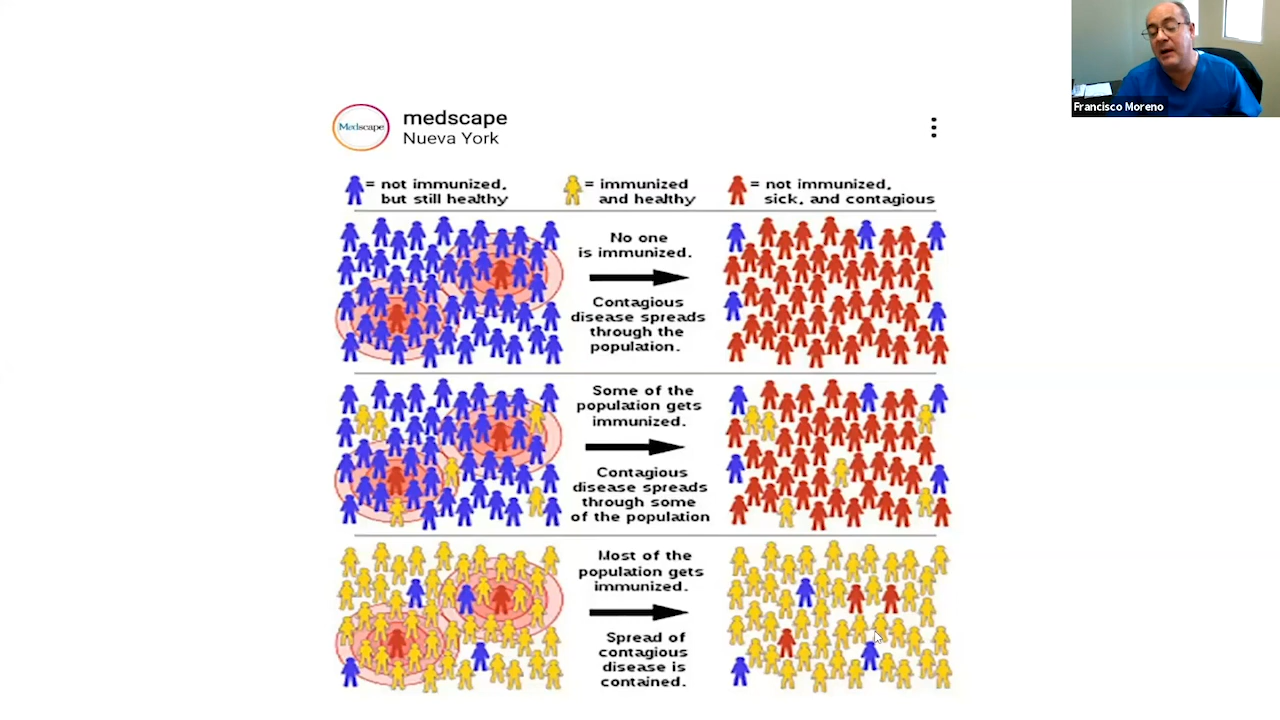 Francisco Moreno
Medscape
medscape
Nueva York
= not immunized,
but still healthy
= immunized
and healthy
= not immunized,
sick, and contagious
No one
is immunized.
Contagious
disease spreads
through the
population.
Some of the
population gets
immunized.
Contagious
disease spreads
through some
of the population
Most of the
population gets
immunized.
Spread of
contagious
disease is
contained.